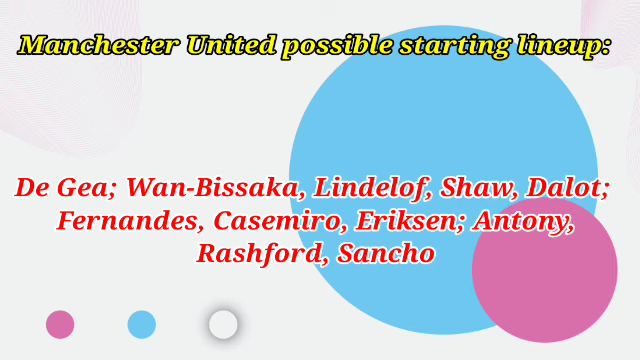 Manchester United possible starting lineup:
De Gea; Wan-Bissaka, Lindelof, Shaw, Dalot;
Fernandes, Casemiro, Eriksen; Antony,
Rashford, Sancho